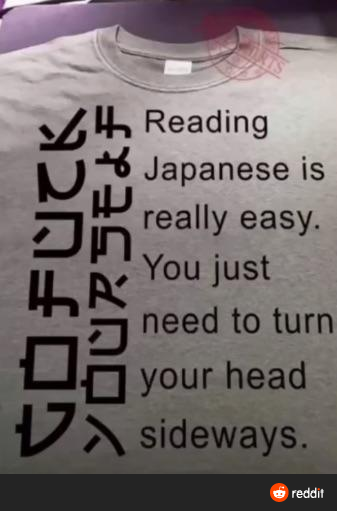 GO FUCK
YOURSELF
Reading
Japanese is
really easy.
You just
need to turn
your head
sideways.
reddit